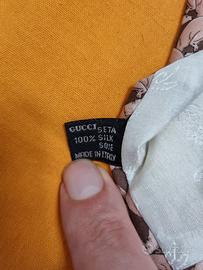 GUCCI SETA
100% SILK
SOIE
MADE IN ITALY